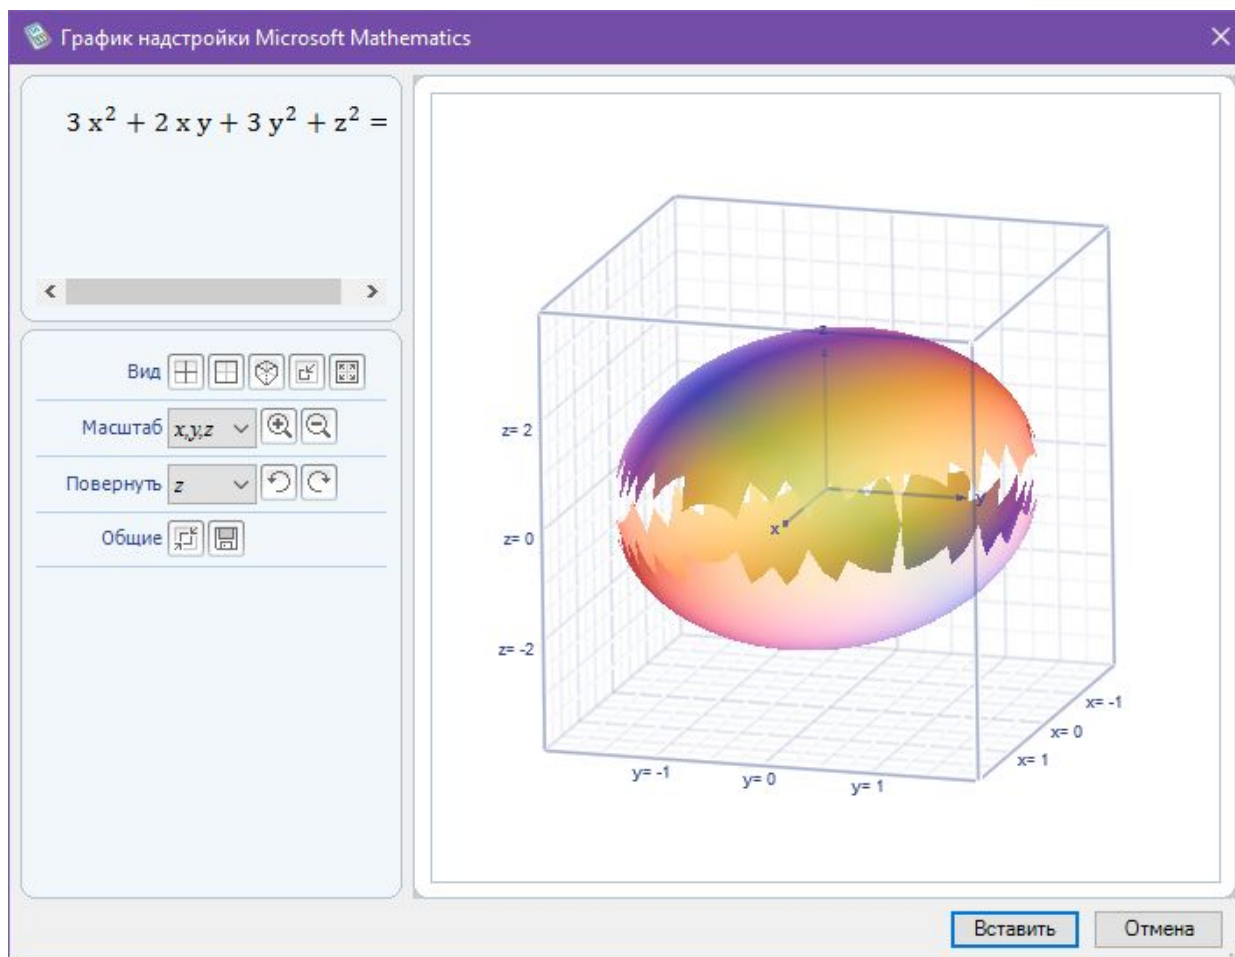 График надстройки Microsoft Mathematics
3 x² + 2 x y + 3 y² + z² =
Вид
Масштаб x,y,z
Повернуть z
Общие
z
y
x
z= 2
z= 0
z= -2
x= -1
x= 0
x= 1
y= -1
y= 0
y= 1
Вставить Отмена